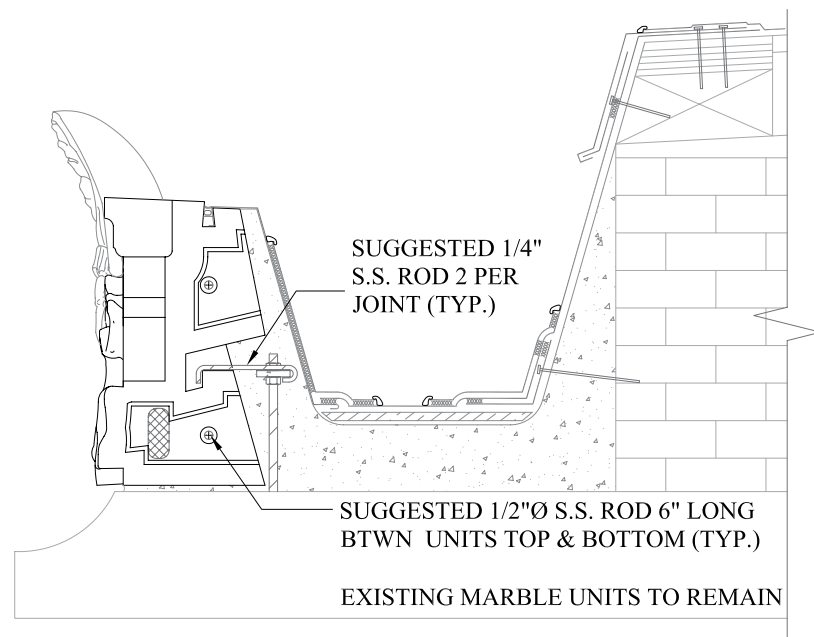 SUGGESTED 1/4"
S.S. ROD 2 PER
JOINT (TYP.)
SUGGESTED 1/2"Ø S.S. ROD 6" LONG
BTWN UNITS TOP & BOTTOM (TYP.)
EXISTING MARBLE UNITS TO REMAIN